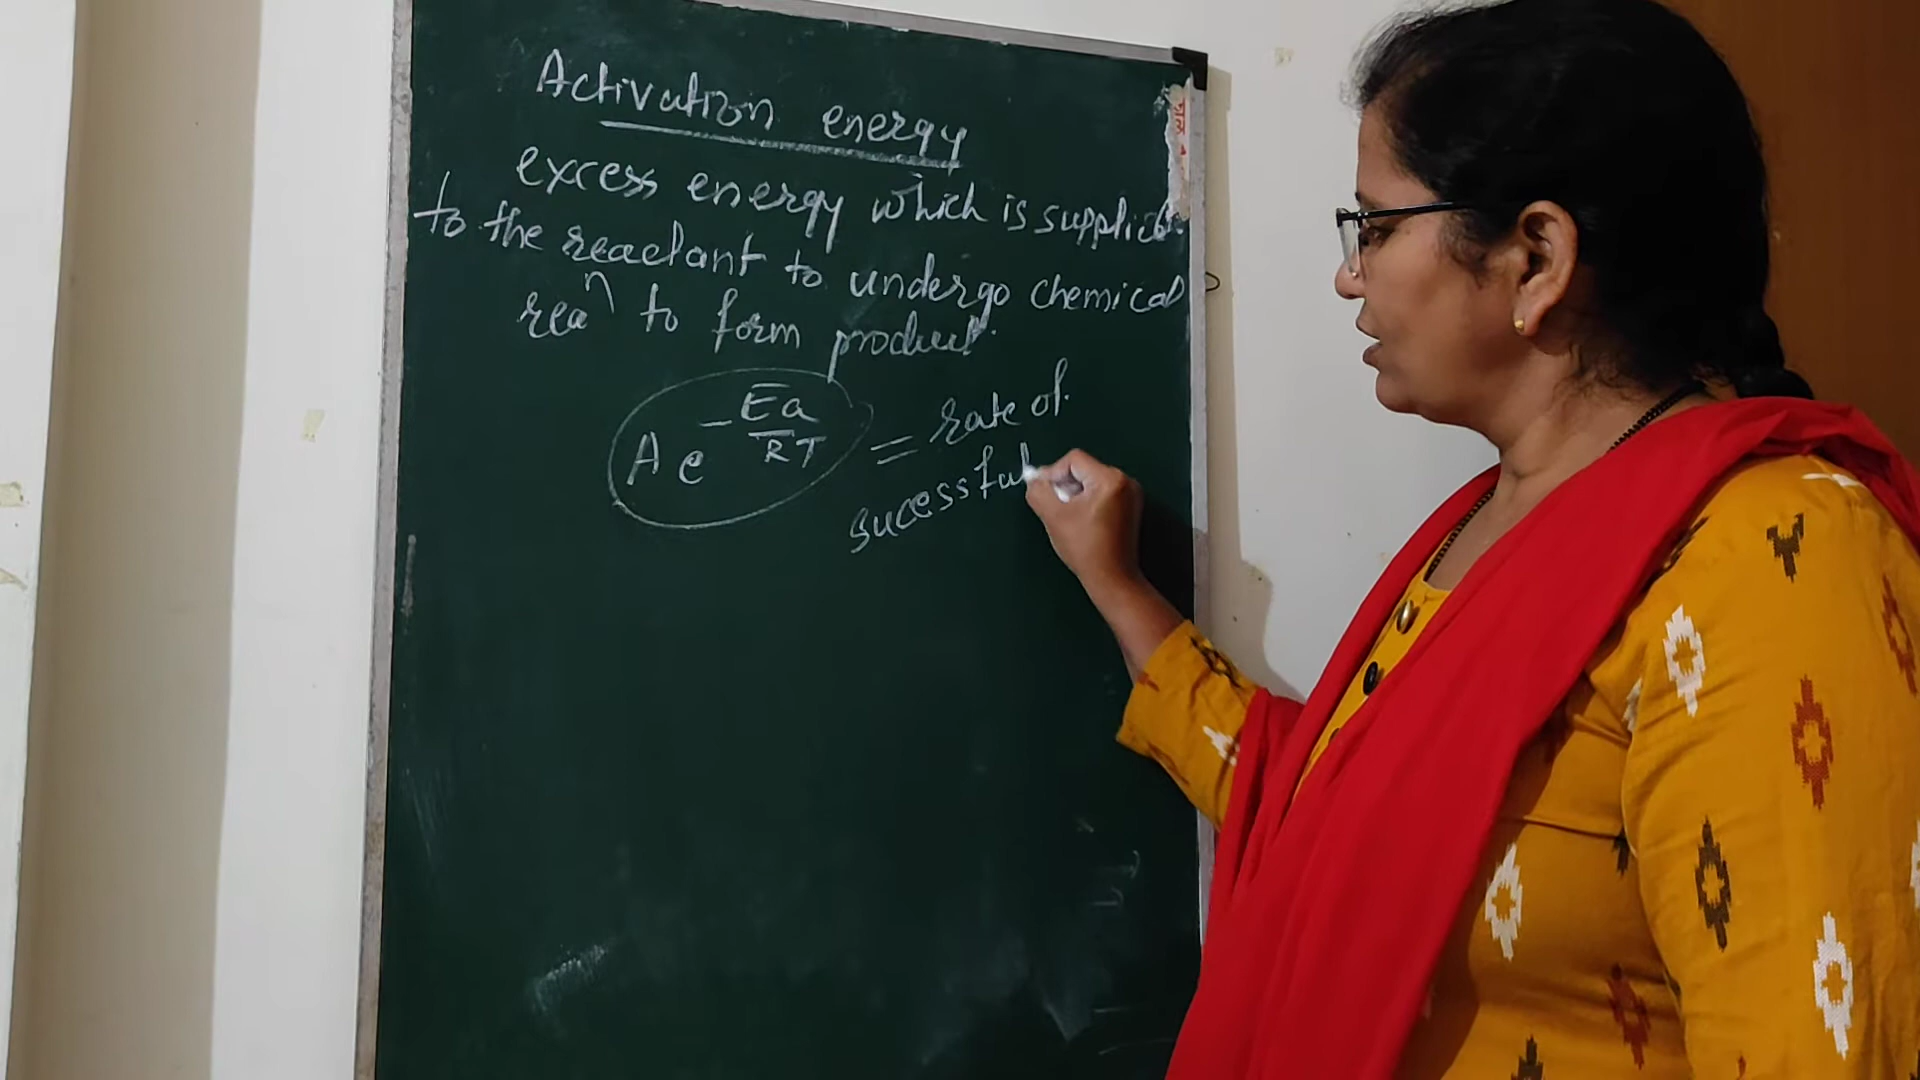 Activation energy
excess energy which is supplied
to the reactant to undergo chemical
reaⁿ to form product.
A e^-Ea/RT = rate of
sucessful